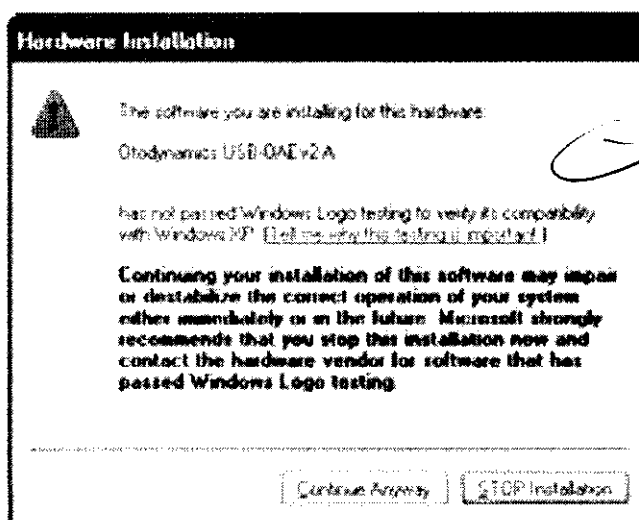 Hardware Installation
The software you are installing for this hardware:
Otodynamics USB-OAE v2-A
has not passed Windows Logo testing to verify its compatibility
with Windows XP. (Tell me why this testing is important.)
Continuing your installation of this software may impair
or destabilize the correct operation of your system
either immediately or in the future. Microsoft strongly
recommends that you stop this installation now and
contact the hardware vendor for software that has
passed Windows Logo testing.
Continue Anyway
STOP Installation